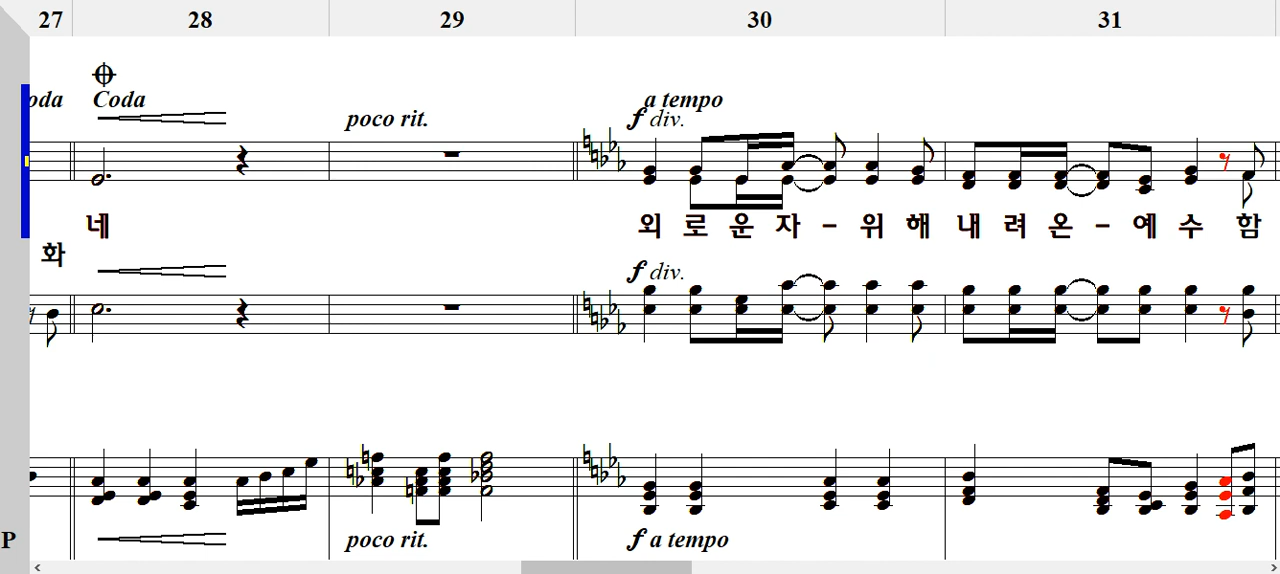 27 28 29 30 31
oda Coda a tempo
poco rit. f div.
네 외 로 운 자 - 위 해 내 려 온 - 예 수 함
화
f div.
P poco rit. f a tempo